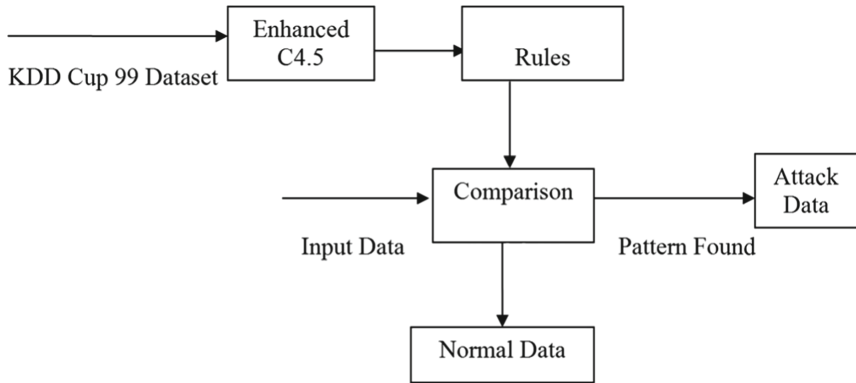 Enhanced
C4.5
Rules
KDD Cup 99 Dataset
Comparison
Attack
Data
Input Data
Pattern Found
Normal Data